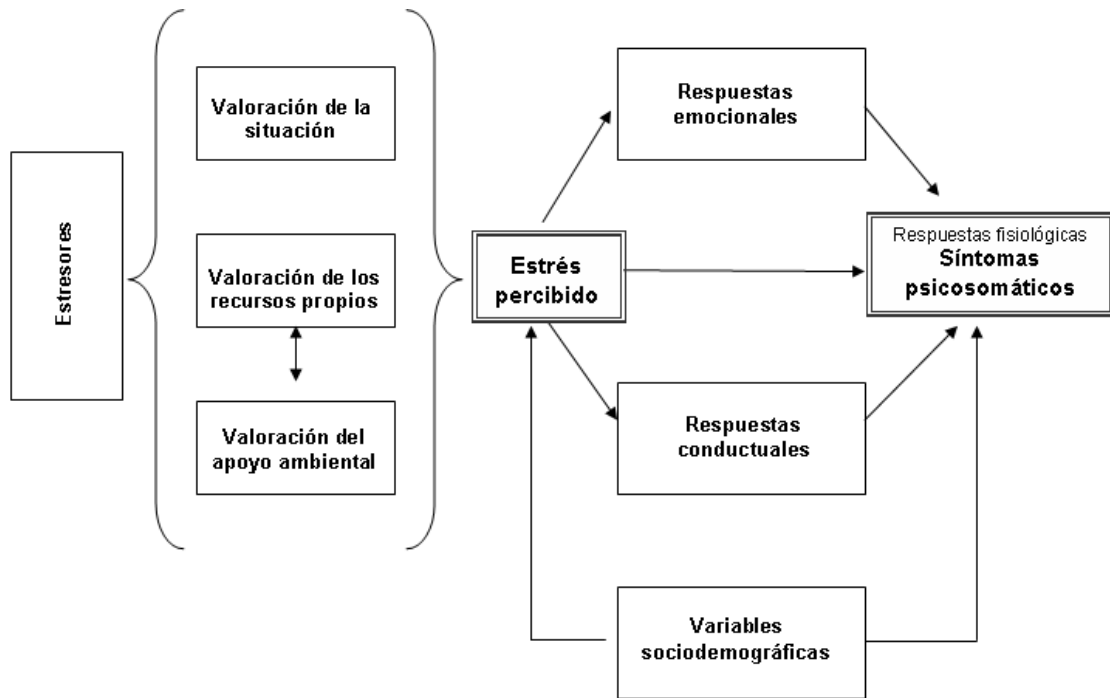 Estresores
Valoración de la
situación
Valoración de los
recursos propios
Valoración del
apoyo ambiental
Estrés
percibido
Respuestas
emocionales
Respuestas
conductuales
Variables
sociodemográficas
Respuestas fisiológicas
Síntomas
psicosomáticos